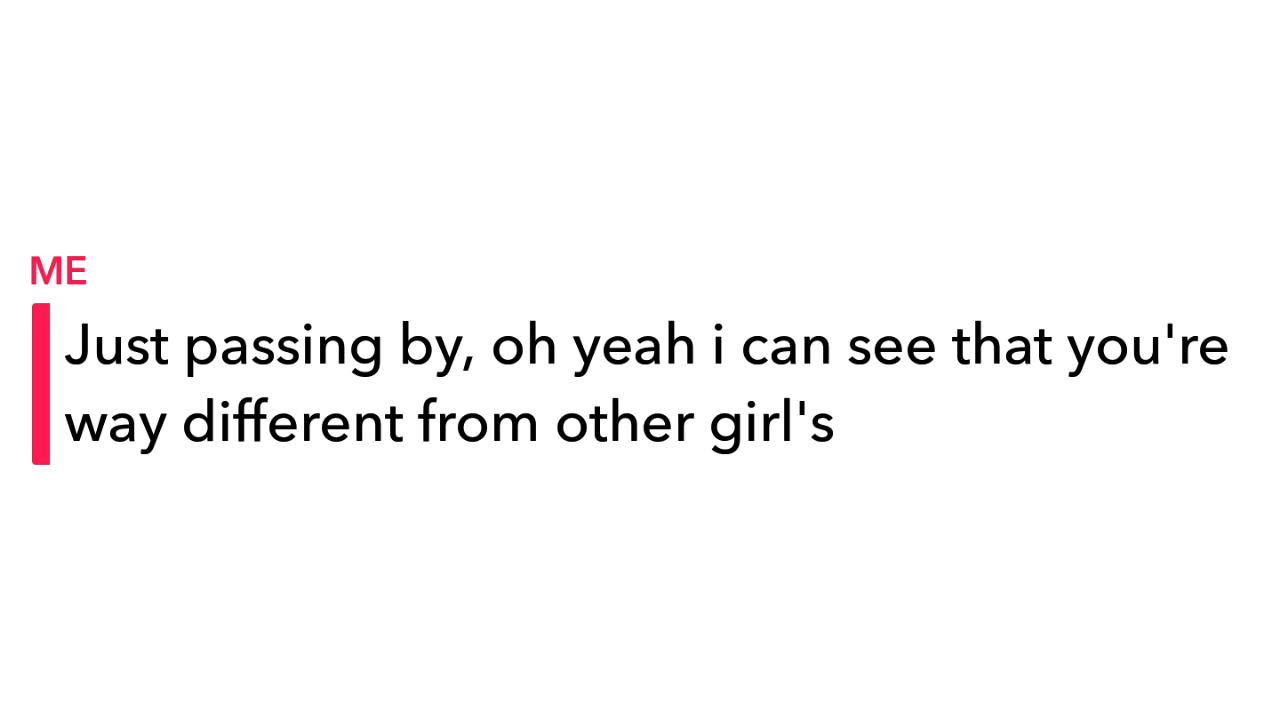 ME
Just passing by, oh yeah i can see that you're
way different from other girl's